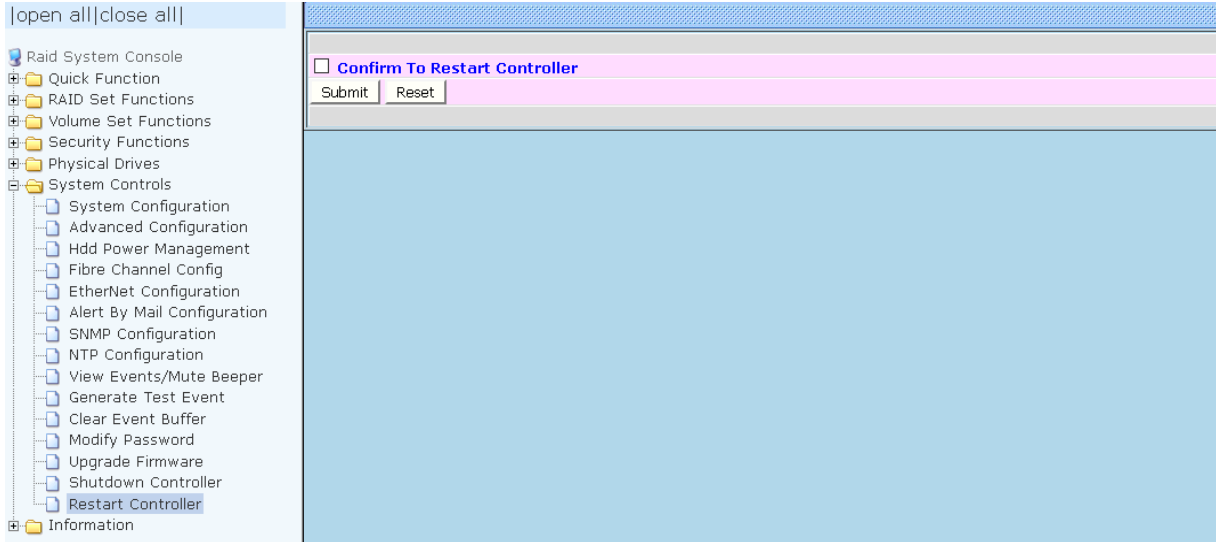 |open all|close all|
Raid System Console
Quick Function
RAID Set Functions
Volume Set Functions
Security Functions
Physical Drives
System Controls
System Configuration
Advanced Configuration
Hdd Power Management
Fibre Channel Config
EtherNet Configuration
Alert By Mail Configuration
SNMP Configuration
NTP Configuration
View Events/Mute Beeper
Generate Test Event
Clear Event Buffer
Modify Password
Upgrade Firmware
Shutdown Controller
Restart Controller
Information
Confirm To Restart Controller
Submit Reset